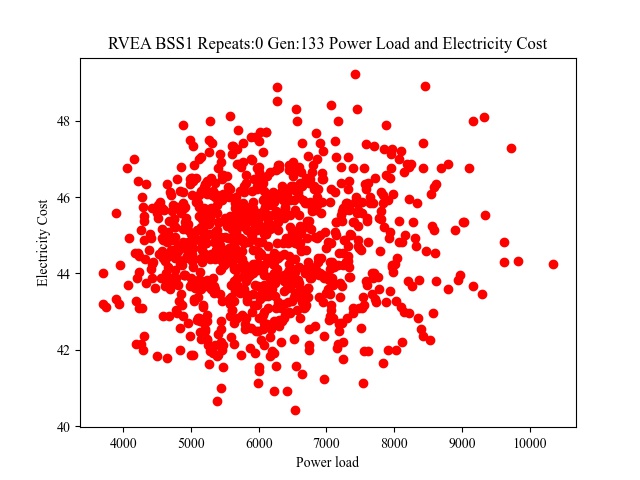 RVEA BSS1 Repeats:0 Gen:133 Power Load and Electricity Cost
48
46
44
42
40
Electricity Cost
4000 5000 6000 7000 8000 9000 10000
Power load